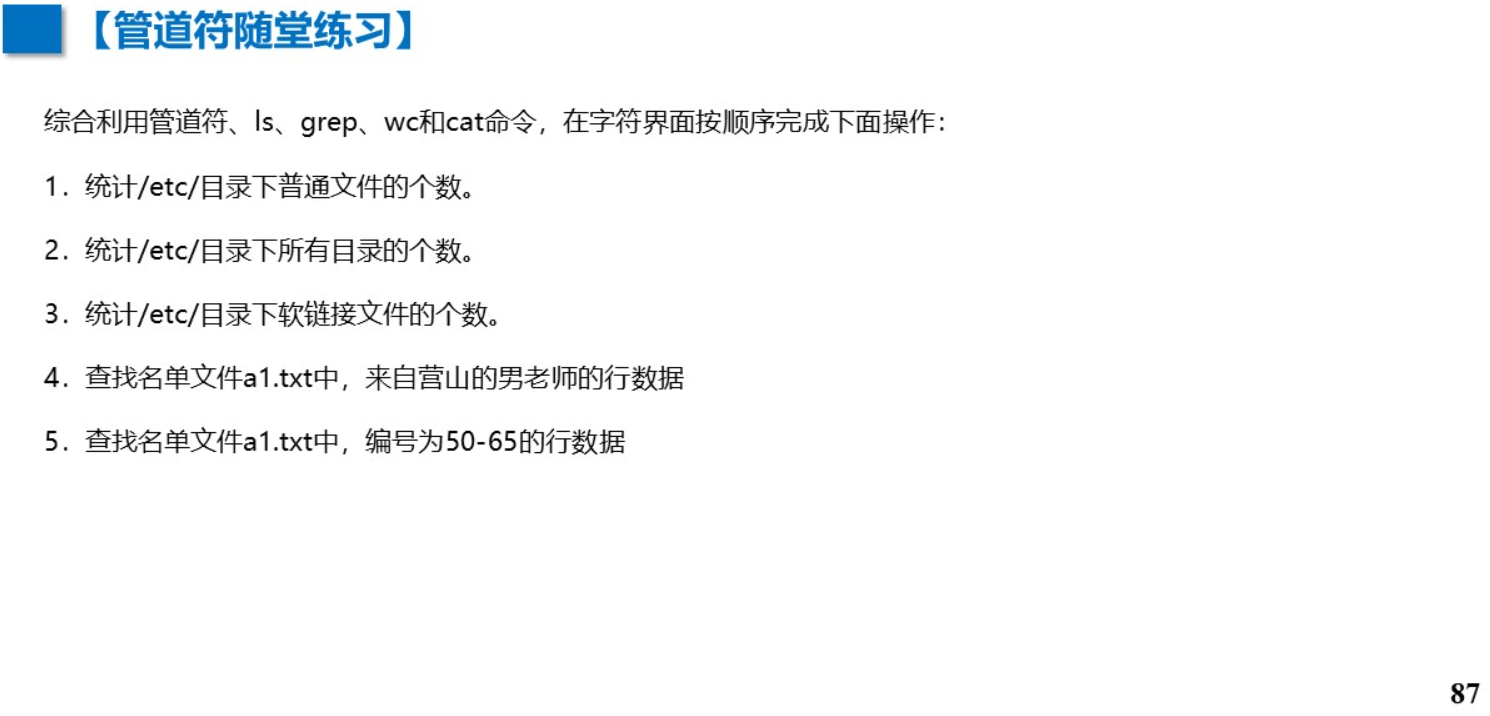 【管道符随堂练习】
综合利用管道符、ls、grep、wc和cat命令，在字符界面按顺序完成下面操作：
1．统计/etc/目录下普通文件的个数。
2．统计/etc/目录下所有目录的个数。
3．统计/etc/目录下软链接文件的个数。
4．查找名单文件a1.txt中，来自营山的男老师的行数据
5．查找名单文件a1.txt中，编号为50-65的行数据
87